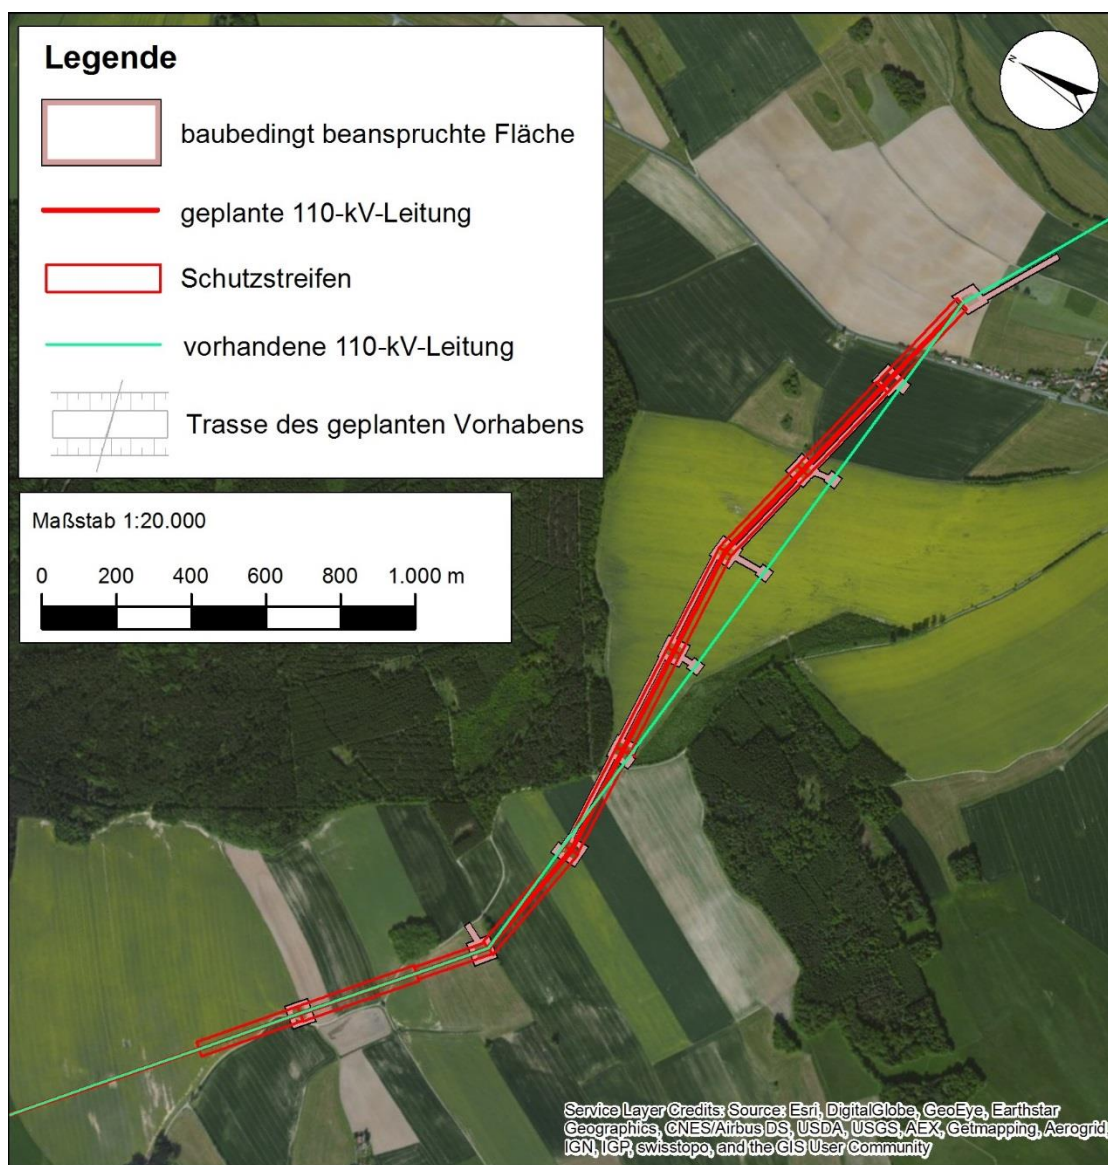 Legende
baubedingt beanspruchte Fläche
geplante 110-kV-Leitung
Schutzstreifen
vorhandene 110-kV-Leitung
Trasse des geplanten Vorhabens
Maßstab 1:20.000
0 200 400 600 800 1.000 m
N
Service Layer Credits: Source: Esri, DigitalGlobe, GeoEye, Earthstar
Geographics, CNES/Airbus DS, USDA, USGS, AEX, Getmapping, Aerogrid,
IGN, IGP, swisstopo, and the GIS User Community